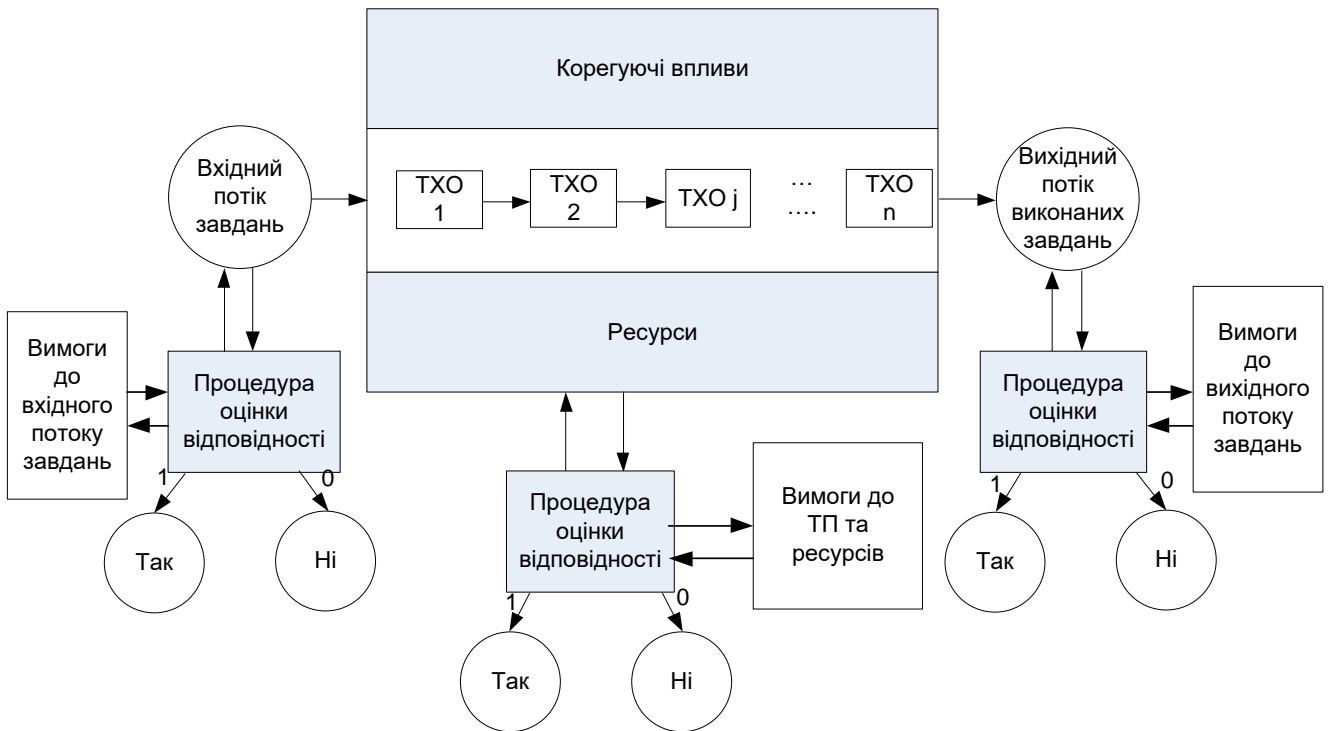 Корегуючі впливи
Вхідний
потік
завдань
ТХО
1
ТХО
2
ТХО j
...
....
ТХО
n
Вихідний
потік
виконаних
завдань
Ресурси
Вимоги
до
вхідного
потоку
завдань
Процедура
оцінки
відповідності
1
0
Так
Ні
Процедура
оцінки
відповідності
1
0
Так
Ні
Вимоги до
ТП та
ресурсів
Процедура
оцінки
відповідності
1
0
Так
Ні
Вимоги
до
вихідного
потоку
завдань